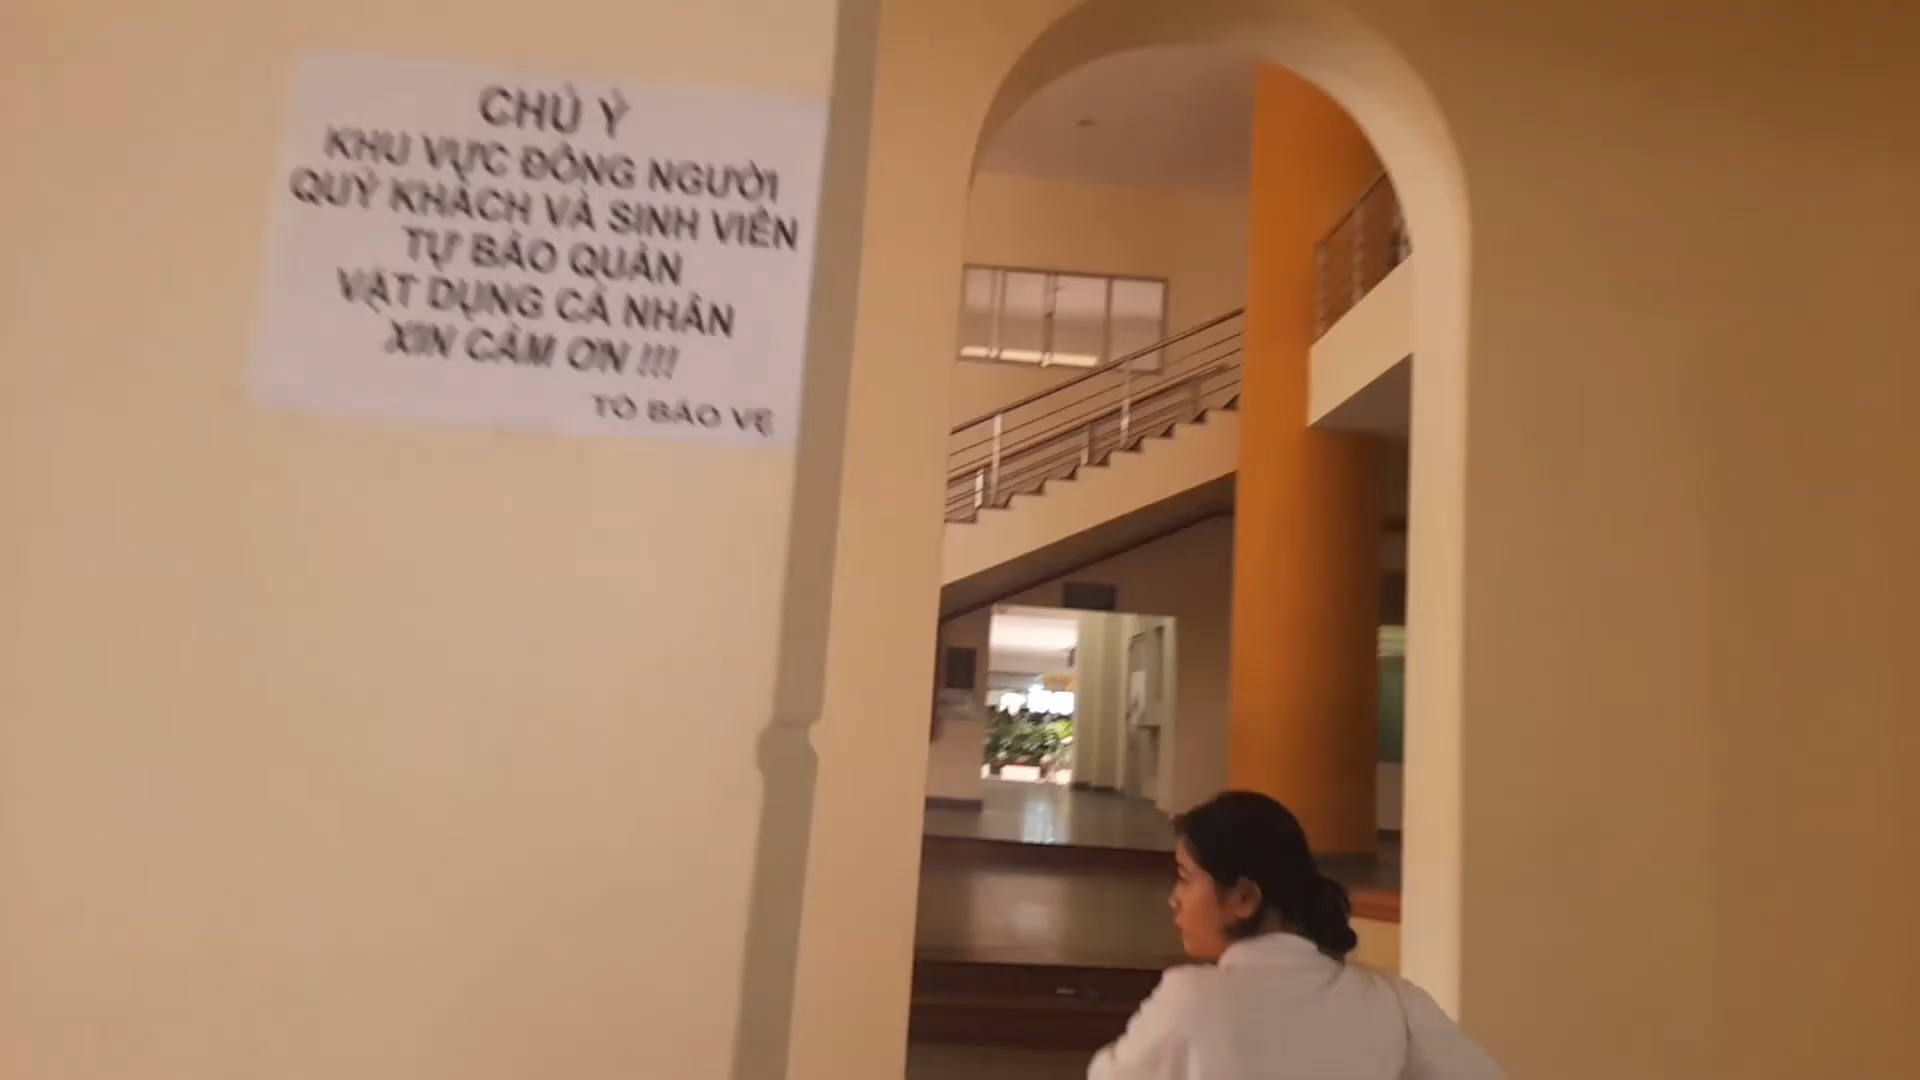 CHÚ Ý
KHU VỰC ĐÔNG NGƯỜI
QUÝ KHÁCH VÀ SINH VIÊN
TỰ BẢO QUẢN
VẬT DỤNG CÁ NHÂN
XIN CẢM ƠN !!!
TỔ BẢO VỆ